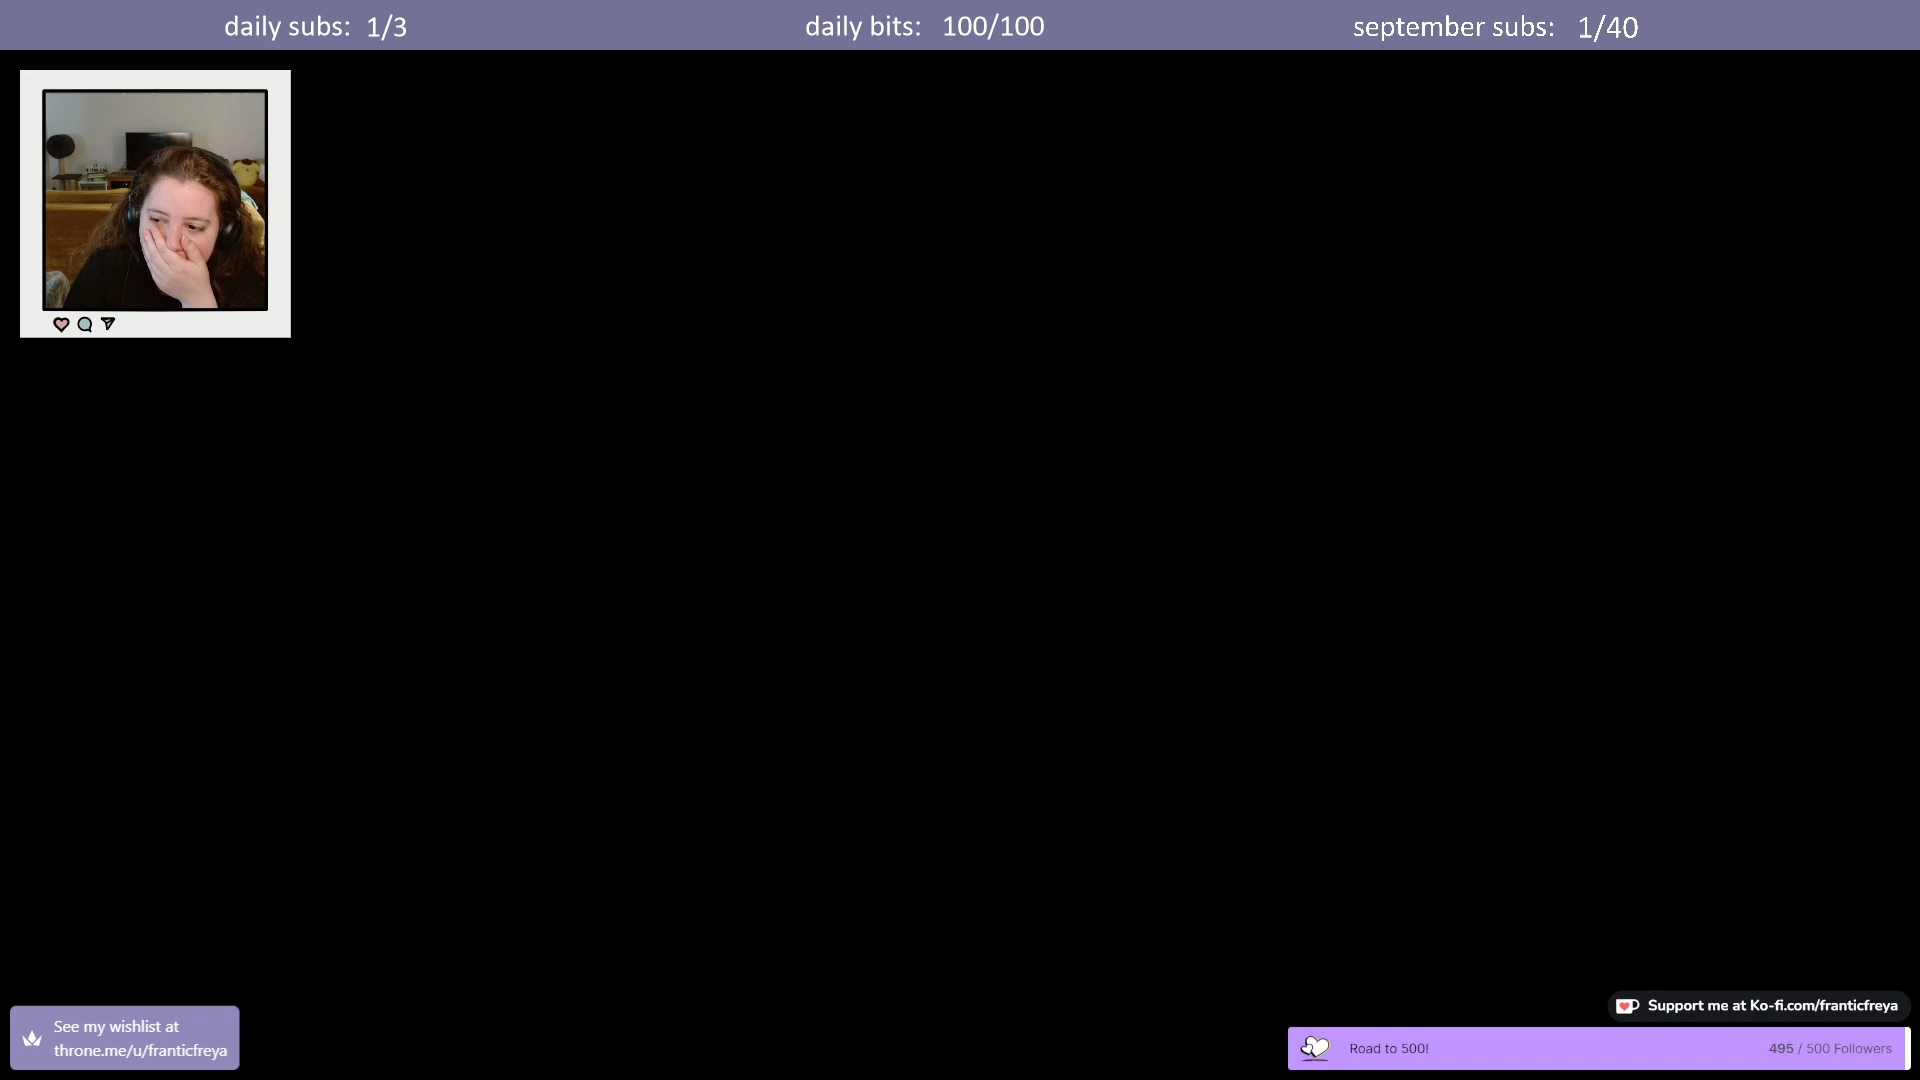 daily subs: 1/3
daily bits: 100/100
september subs: 1/40
See my wishlist at
throne.me/u/franticfreya
Support me at Ko-fi.com/franticfreya
Road to 500!
495 / 500 Followers